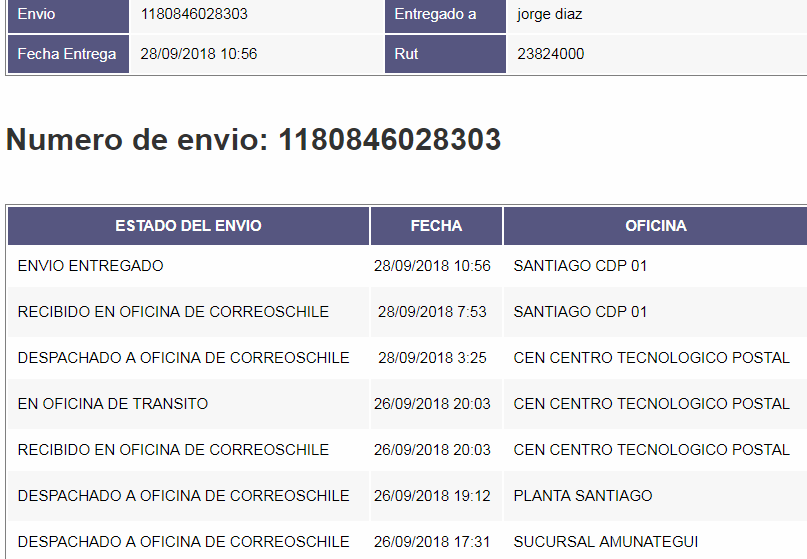 Envio 1180846028303 Entregado a jorge diaz
Fecha Entrega 28/09/2018 10:56 Rut 23824000
Numero de envio: 1180846028303
ESTADO DEL ENVIO FECHA OFICINA
ENVIO ENTREGADO 28/09/2018 10:56 SANTIAGO CDP 01
RECIBIDO EN OFICINA DE CORREOSCHILE 28/09/2018 7:53 SANTIAGO CDP 01
DESPACHADO A OFICINA DE CORREOSCHILE 28/09/2018 3:25 CEN CENTRO TECNOLOGICO POSTAL
EN OFICINA DE TRANSITO 26/09/2018 20:03 CEN CENTRO TECNOLOGICO POSTAL
RECIBIDO EN OFICINA DE CORREOSCHILE 26/09/2018 20:03 CEN CENTRO TECNOLOGICO POSTAL
DESPACHADO A OFICINA DE CORREOSCHILE 26/09/2018 19:12 PLANTA SANTIAGO
DESPACHADO A OFICINA DE CORREOSCHILE 26/09/2018 17:31 SUCURSAL AMUNATEGUI